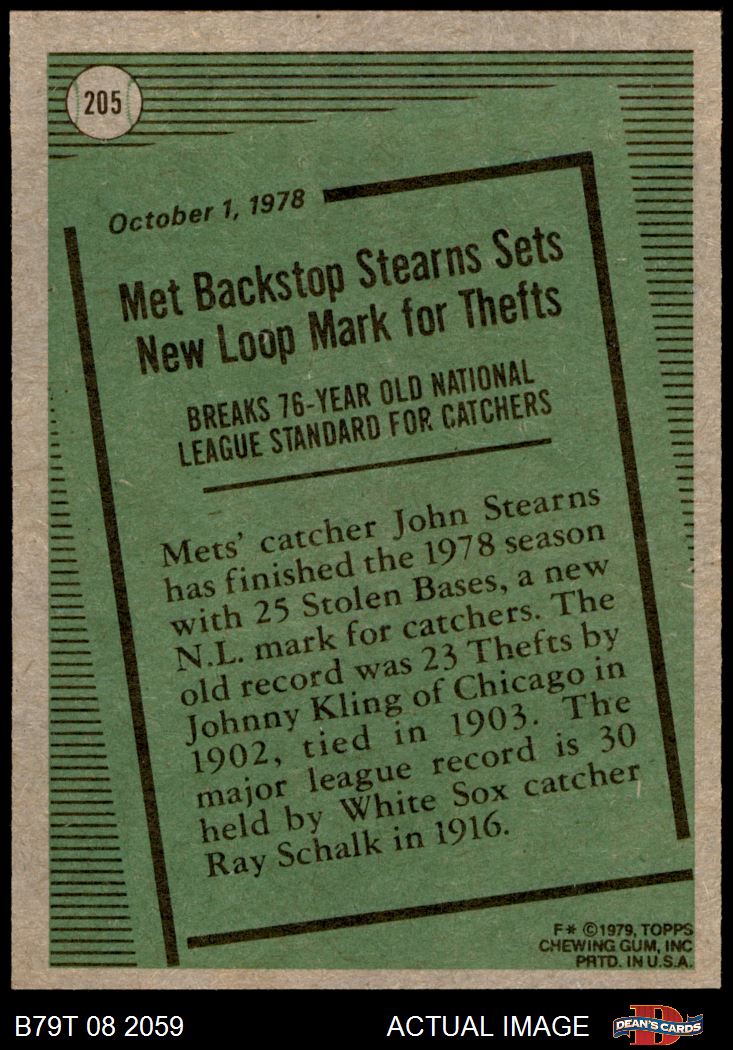 205
October 1, 1978
Met Backstop Stearns Sets
New Loop Mark for Thefts
BREAKS 76-YEAR OLD NATIONAL
LEAGUE STANDARD FOR CATCHERS
Mets' catcher John Stearns
has finished the 1978 season
with 25 Stolen Bases, a new
N.L. mark for catchers. The
old record was 23 Thefts by
Johnny Kling of Chicago in
1902, tied in 1903. The
major league record is 30
held by White Sox catcher
Ray Schalk in 1916.
F* ©1979, TOPPS
CHEWING GUM, INC
PRTD. IN U.S.A.
B79T 08 2059
ACTUAL IMAGE
D
DEAN'S CARDS